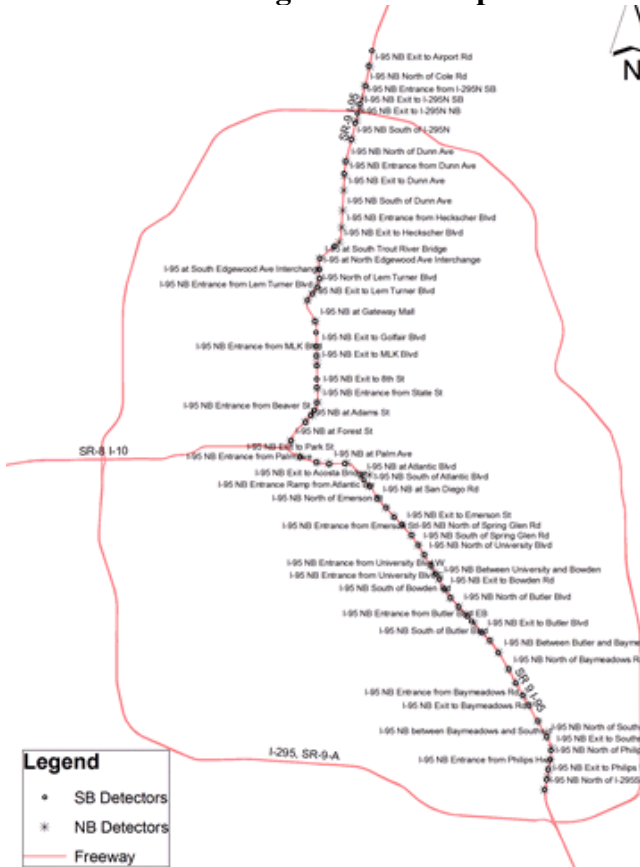 I-95 NB Exit to Airport Rd
N
I-95 NB North of Cole Rd
I-95 NB Entrance from I-295N SB
I-95 NB Exit to I-295N SB
I-95 NB Exit to I-295N NB
SR-9 I-95
I-95 NB South of I-295N
I-95 NB North of Dunn Ave
I-95 NB Entrance from Dunn Ave
I-95 NB Exit to Dunn Ave
I-95 NB South of Dunn Ave
I-95 NB Entrance from Heckscher Blvd
I-95 NB Exit to Heckscher Blvd
I-95 at South Trout River Bridge
I-95 at North Edgewood Ave Interchange
I-95 at South Edgewood Ave Interchange
I-95 North of Lem Turner Blvd
I-95 NB Entrance from Lem Turner Blvd
I-95 NB Exit to Lem Turner Blvd
I-95 NB at Gateway Mall
I-95 NB Exit to Golfair Blvd
I-95 NB Entrance from MLK Blvd
I-95 NB Exit to MLK Blvd
I-95 NB Exit to 8th St
I-95 NB Entrance from State St
I-95 NB Entrance from Beaver St
I-95 NB at Adams St
I-95 NB at Forest St
I-95 NB Exit to Park St
SR-8 I-10
I-95 NB Entrance from Palm Ave
I-95 NB at Palm Ave
I-95 NB at Atlantic Blvd
I-95 NB Exit to Acosta Bridge
I-95 NB South of Atlantic Blvd
I-95 NB Entrance Ramp from Atlantic
I-95 NB at San Diego Rd
I-95 NB North of Emerson
I-95 NB Exit to Emerson St
I-95 NB Entrance from Emerson St
I-95 NB North of Spring Glen Rd
I-95 NB South of Spring Glen Rd
I-95 NB North of University Blvd
I-95 NB Entrance from University Blvd W
I-95 NB Between University and Bowden
I-95 NB Entrance from University Blvd
I-95 NB Exit to Bowden Rd
I-95 NB South of Bowden Rd
I-95 NB North of Butler Blvd
I-95 NB Entrance from Butler Blvd EB
I-95 NB Exit to Butler Blvd
I-95 NB South of Butler Blvd
I-95 NB Between Butler and Bayme
I-95 NB North of Baymeadows R
SR 9 I-95
I-95 NB Entrance from Baymeadows Rd
I-95 NB Exit to Baymeadows Rd
I-95 NB North of South
I-95 NB between Baymeadows and South
I-95 NB Exit to Southe
I-95 NB North of Philip
I-95 NB Entrance from Philips Hw
I-95 NB Exit to Philips
I-95 NB North of I-295S
I-295, SR-9-A
Legend
SB Detectors
NB Detectors
Freeway